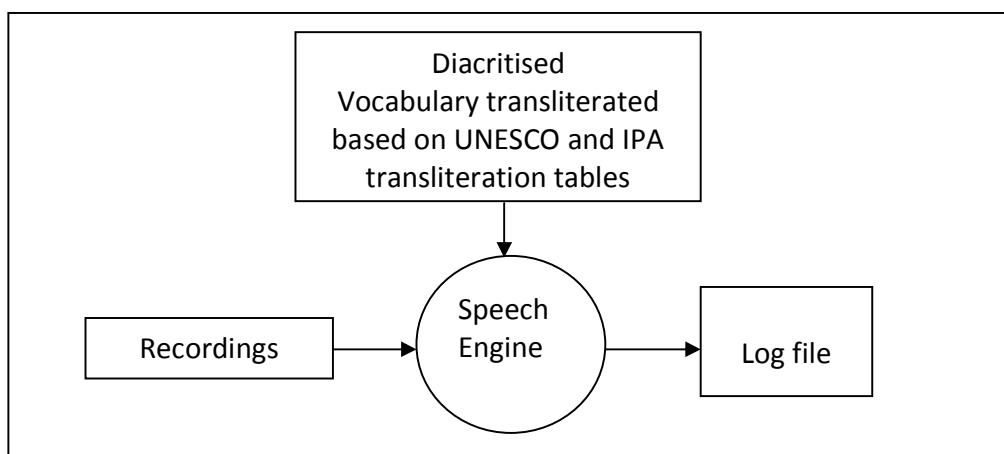 Diacritised
Vocabulary transliterated
based on UNESCO and IPA
transliteration tables
Speech
Engine
Recordings
Log file